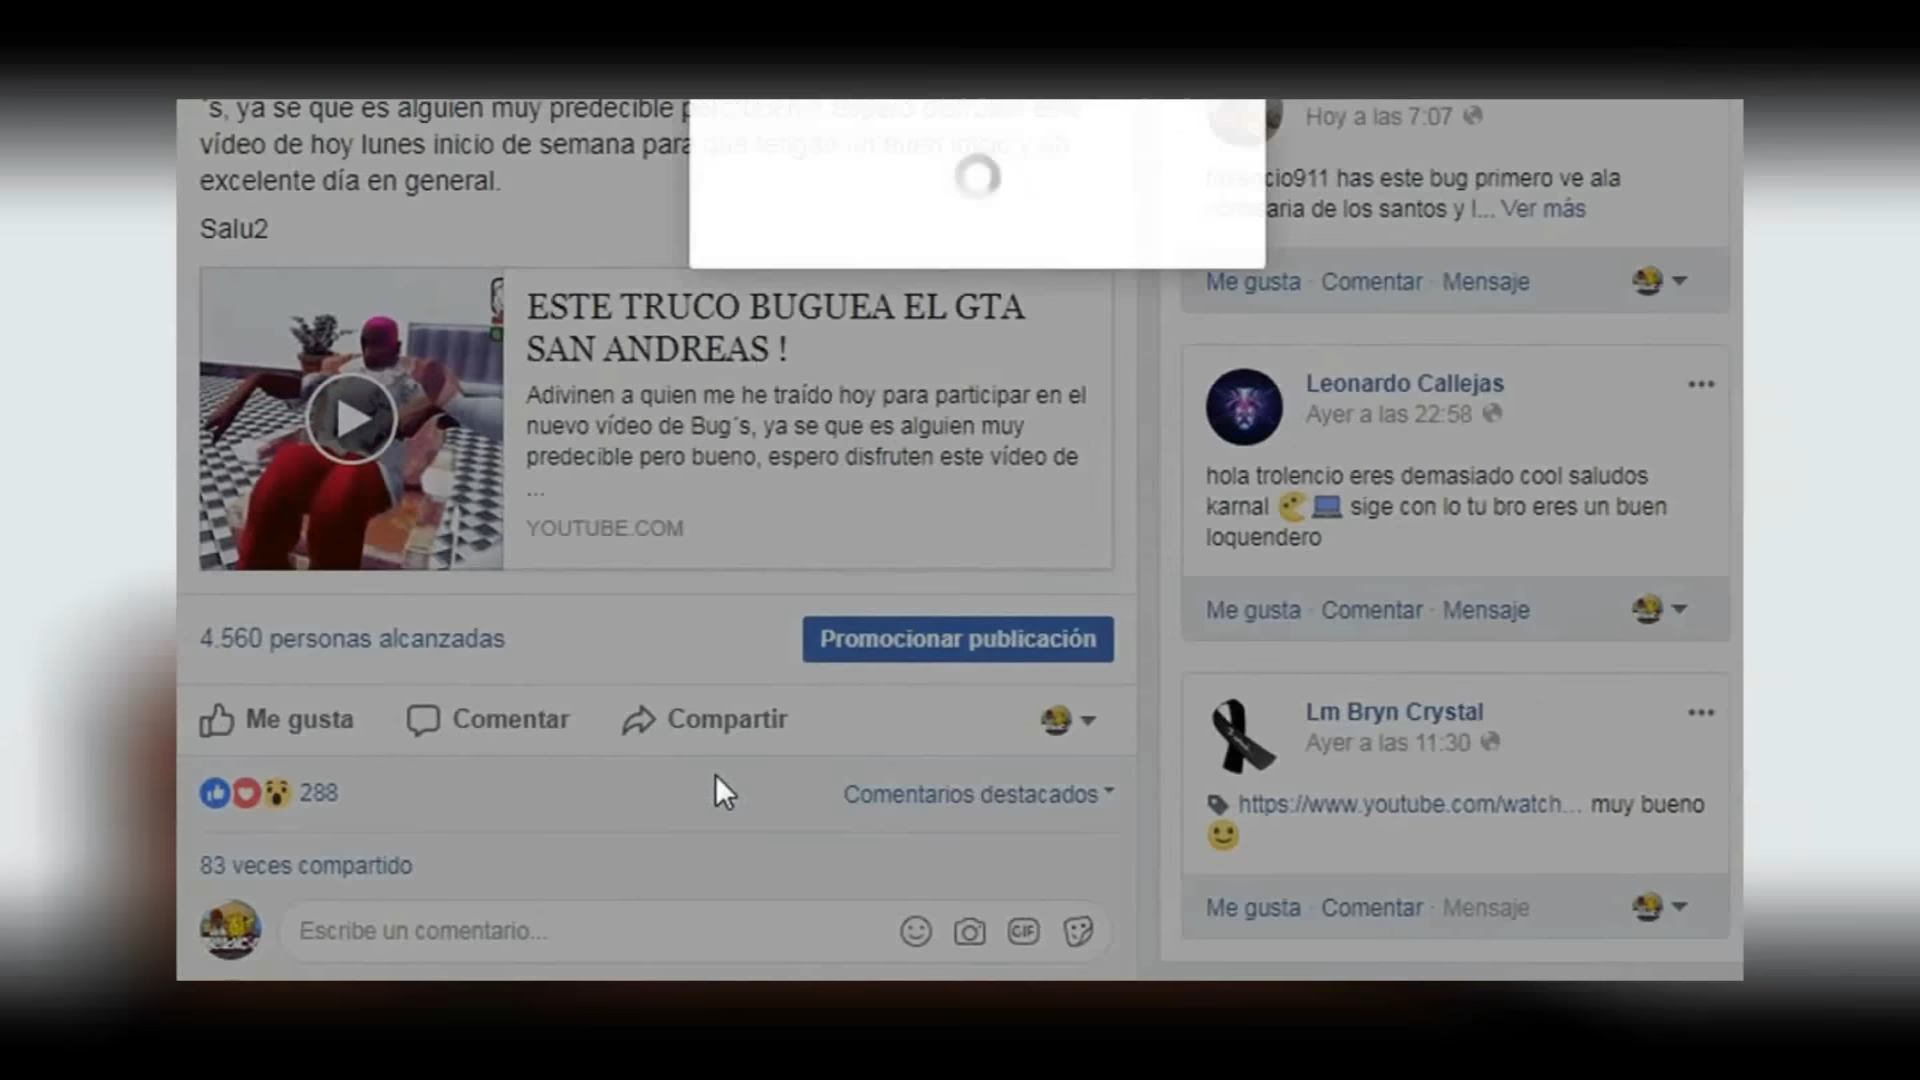 ´s, ya se que es alguien muy predecible
vídeo de hoy lunes inicio de semana para que tengan un buen inicio y un
excelente día en general.
Salu2
ESTE TRUCO BUGUEA EL GTA
SAN ANDREAS !
Adivinen a quien me he traído hoy para participar en el
nuevo vídeo de Bug´s, ya se que es alguien muy
predecible pero bueno, espero disfruten este vídeo de
...
YOUTUBE.COM
4.560 personas alcanzadas
Promocionar publicación
Me gusta
Comentar
Compartir
288
Comentarios destacados
83 veces compartido
Escribe un comentario...
GIF
Hoy a las 7:07
cio911 has este bug primero ve ala
aria de los santos y l... Ver más
Me gusta · Comentar · Mensaje
Leonardo Callejas
Ayer a las 22:58
hola trolencio eres demasiado cool saludos
karnal sige con lo tu bro eres un buen
loquendero
Me gusta · Comentar · Mensaje
Lm Bryn Crystal
Ayer a las 11:30
https://www.youtube.com/watch... muy bueno
Me gusta · Comentar · Mensaje